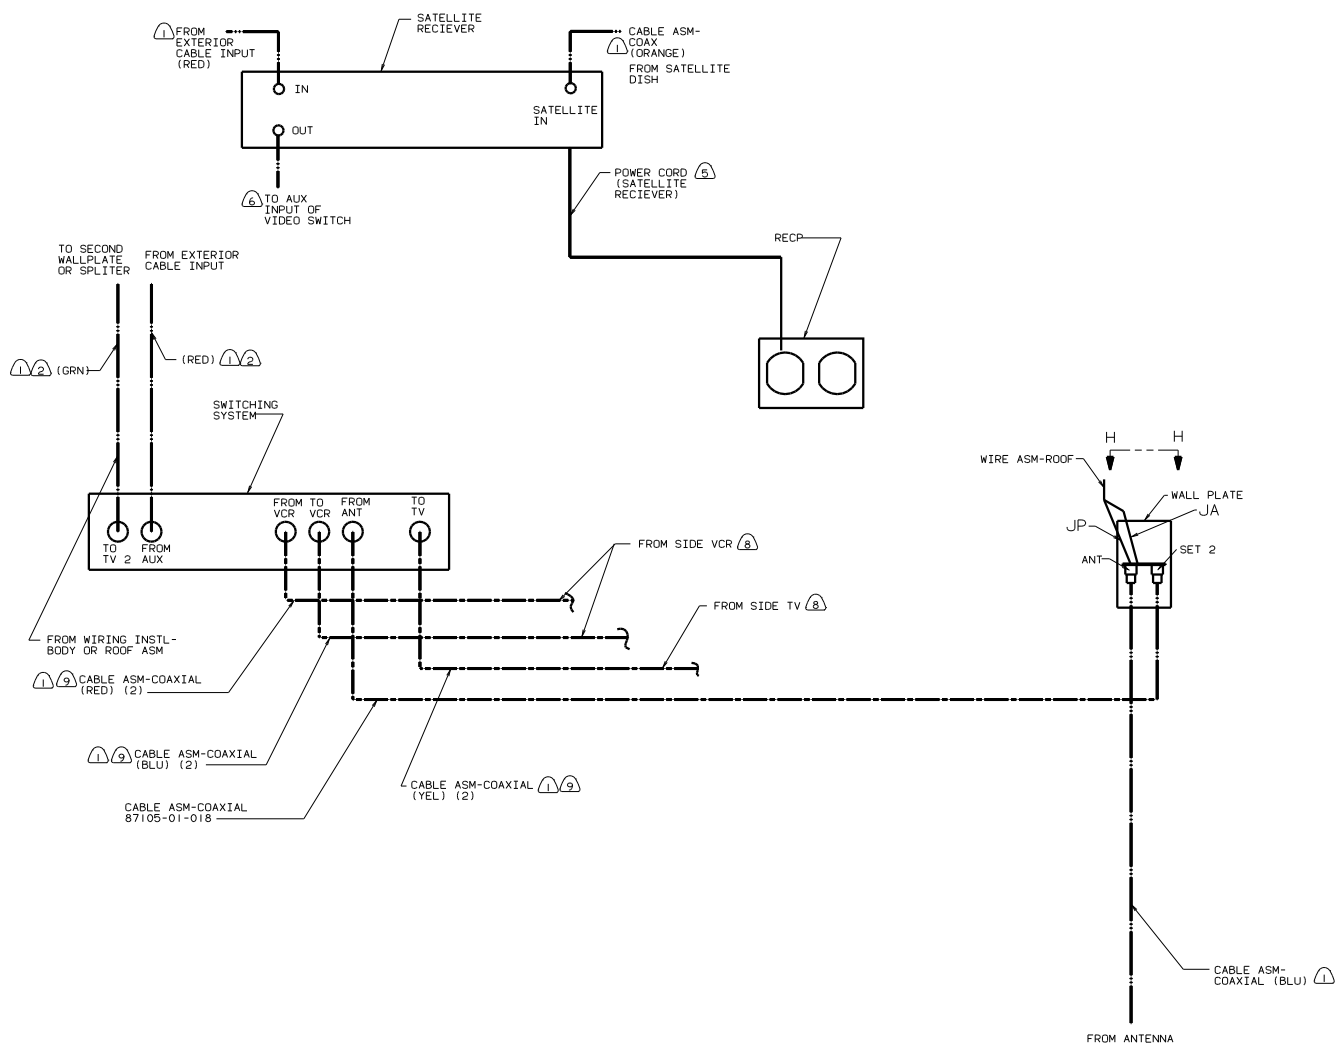 SATELLITE
RECIEVER
1 FROM
EXTERIOR
CABLE INPUT
(RED)
CABLE ASM-
COAX
1 (ORANGE)
FROM SATELLITE
DISH
IN
SATELLITE
IN
OUT
POWER CORD 5
(SATELLITE
RECIEVER)
6 TO AUX
INPUT OF
VIDEO SWITCH
RECP
TO SECOND
WALLPLATE
OR SPLITER
FROM EXTERIOR
CABLE INPUT
1 2 (GRN)
(RED) 1 2
SWITCHING
SYSTEM
H H
WIRE ASM-ROOF
WALL PLATE
JA
JP
ANT
SET 2
FROM
VCR
TO
VCR
FROM
ANT
TO
TV
TO
TV 2
FROM
AUX
FROM SIDE VCR 8
FROM SIDE TV 8
FROM WIRING INSTL-
BODY OR ROOF ASM
1 9 CABLE ASM-COAXIAL
(RED) (2)
1 9 CABLE ASM-COAXIAL
(BLU) (2)
CABLE ASM-COAXIAL 1 9
(YEL) (2)
CABLE ASM-COAXIAL
87105-01-018
CABLE ASM-
COAXIAL (BLU) 1
FROM ANTENNA